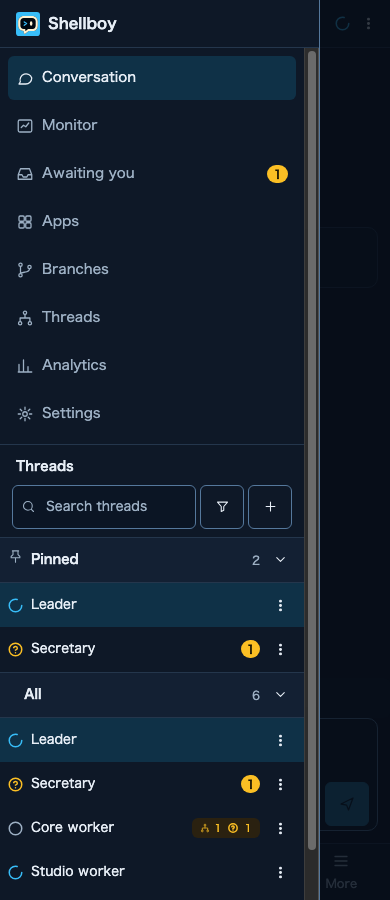 Shellboy
Conversation
Monitor
Awaiting you 1
Apps
Branches
Threads
Analytics
Settings
Threads
Search threads
Pinned 2
Leader
Secretary 1
All 6
Leader
Secretary 1
Core worker 1 1
Studio worker
More